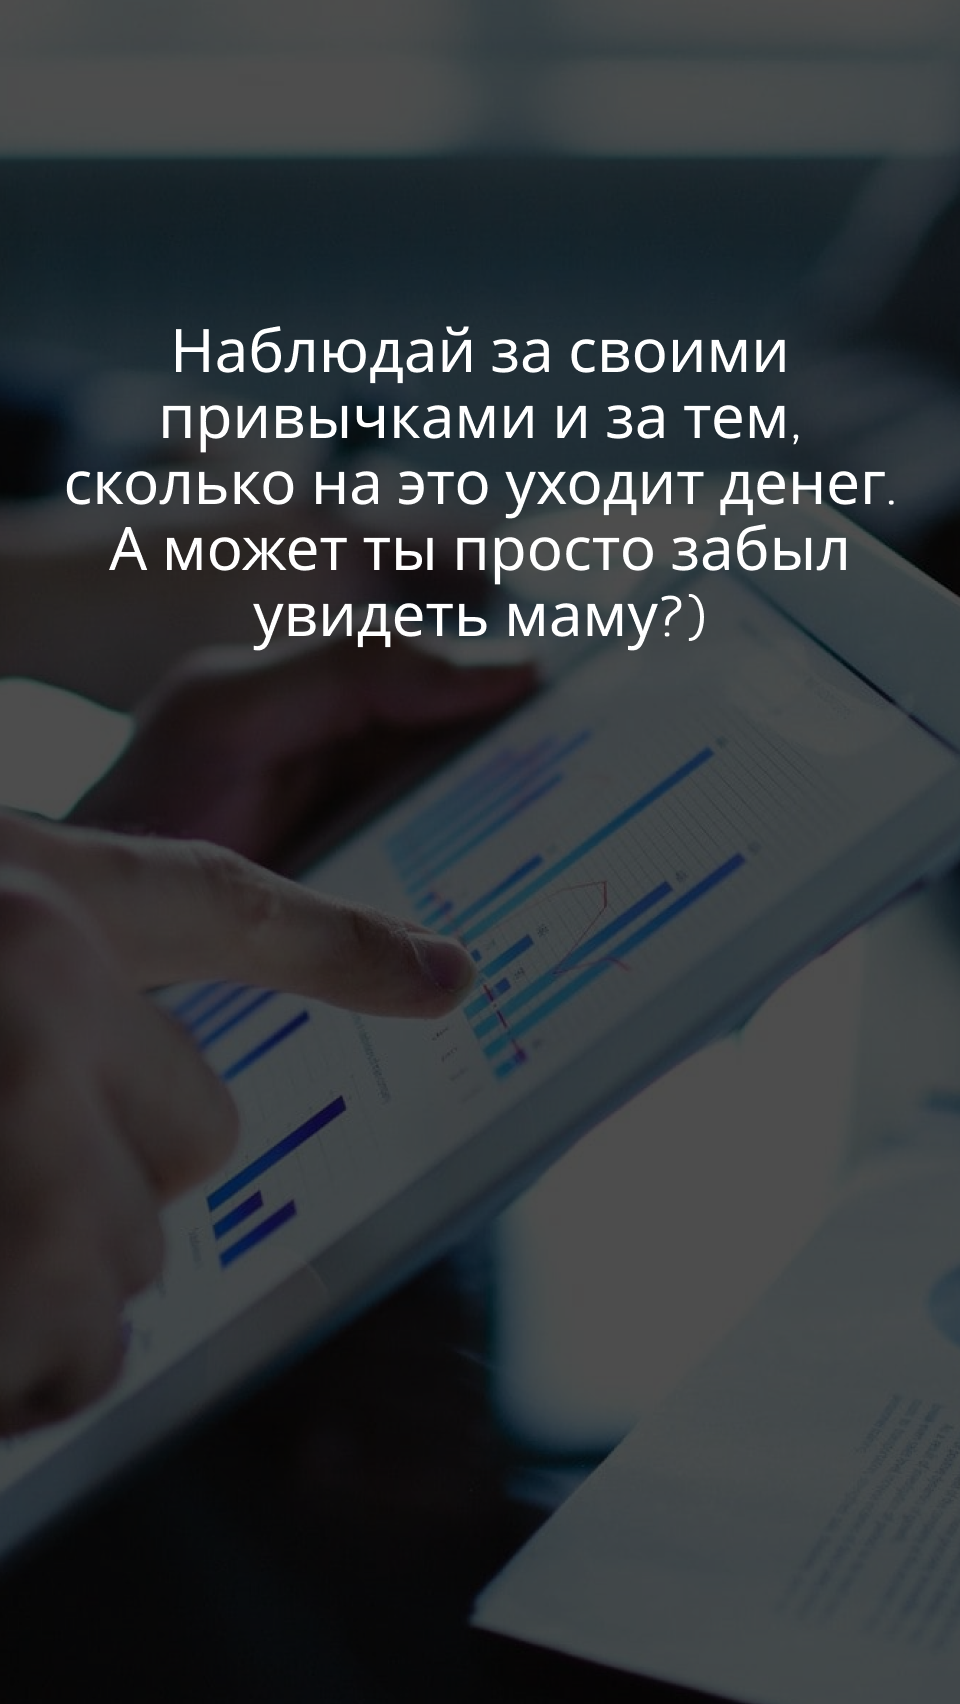 Наблюдай за своими
привычками и за тем,
сколько на это уходит денег.
А может ты просто забыл
увидеть маму?)